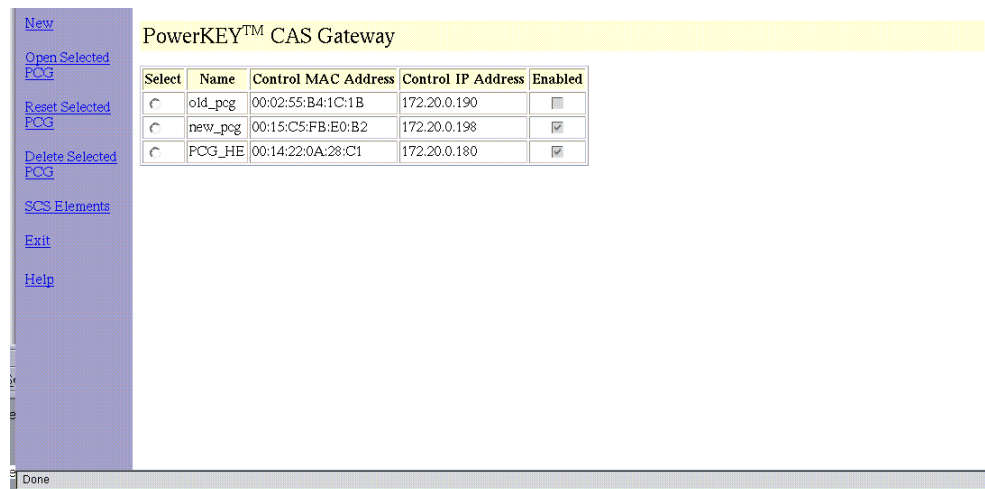 New
Open Selected
PCG
Reset Selected
PCG
Delete Selected
PCG
SCS Elements
Exit
Help
PowerKEY™ CAS Gateway
Select Name Control MAC Address Control IP Address Enabled
old_pcg 00:02:55:B4:1C:1B 172.20.0.190
new_pcg 00:15:C5:FB:E0:B2 172.20.0.198
PCG_HE 00:14:22:0A:28:C1 172.20.0.180
Done